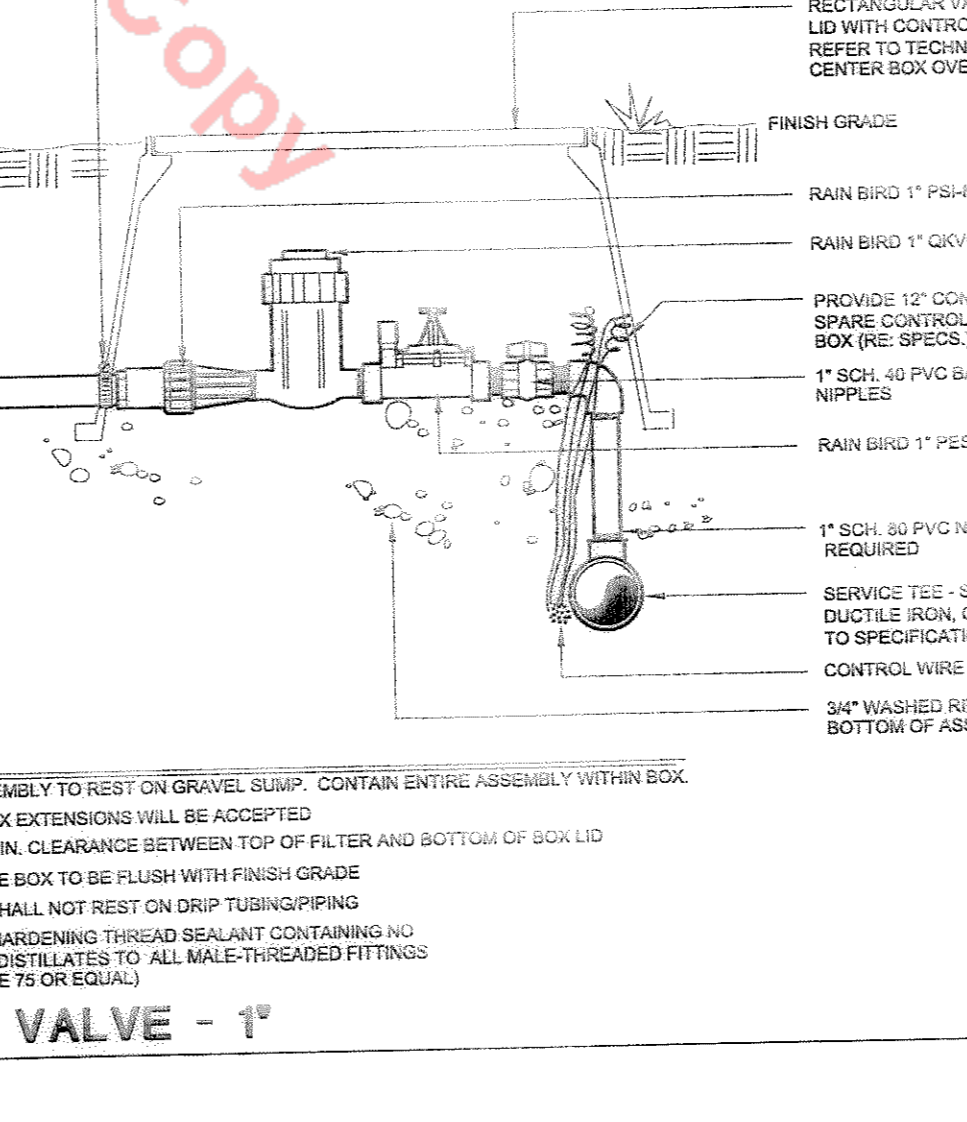 Copy
RECTANGULAR VA
LID WITH CONTRO
REFER TO TECHN
CENTER BOX OVE
FINISH GRADE
RAIN BIRD 1" PSI-
RAIN BIRD 1" QKV
PROVIDE 12" CON
SPARE CONTROL
BOX (RE: SPECS.)
1" SCH. 40 PVC BA
NIPPLES
RAIN BIRD 1" PES
1" SCH. 80 PVC N
REQUIRED
SERVICE TEE - S
DUCTILE IRON,
TO SPECIFICATI
CONTROL WIRE
3/4" WASHED RI
BOTTOM OF ASS
EMBLY TO REST ON GRAVEL SUMP. CONTAIN ENTIRE ASSEMBLY WITHIN BOX.
X EXTENSIONS WILL BE ACCEPTED
IN. CLEARANCE BETWEEN TOP OF FILTER AND BOTTOM OF BOX LID
E BOX TO BE FLUSH WITH FINISH GRADE
HALL NOT REST ON DRIP TUBING/PIPING
HARDENING THREAD SEALANT CONTAINING NO
DISTILLATES TO ALL MALE-THREADED FITTINGS
E 75 OR EQUAL)
VALVE - 1"